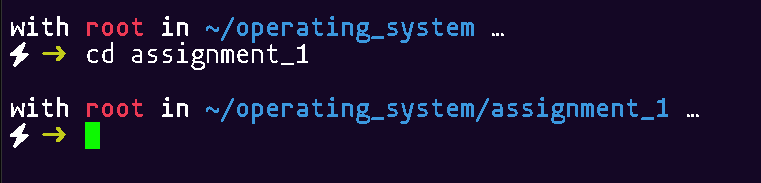 with root in ~/operating_system …
⚡ ➜ cd assignment_1
with root in ~/operating_system/assignment_1 …
⚡ ➜